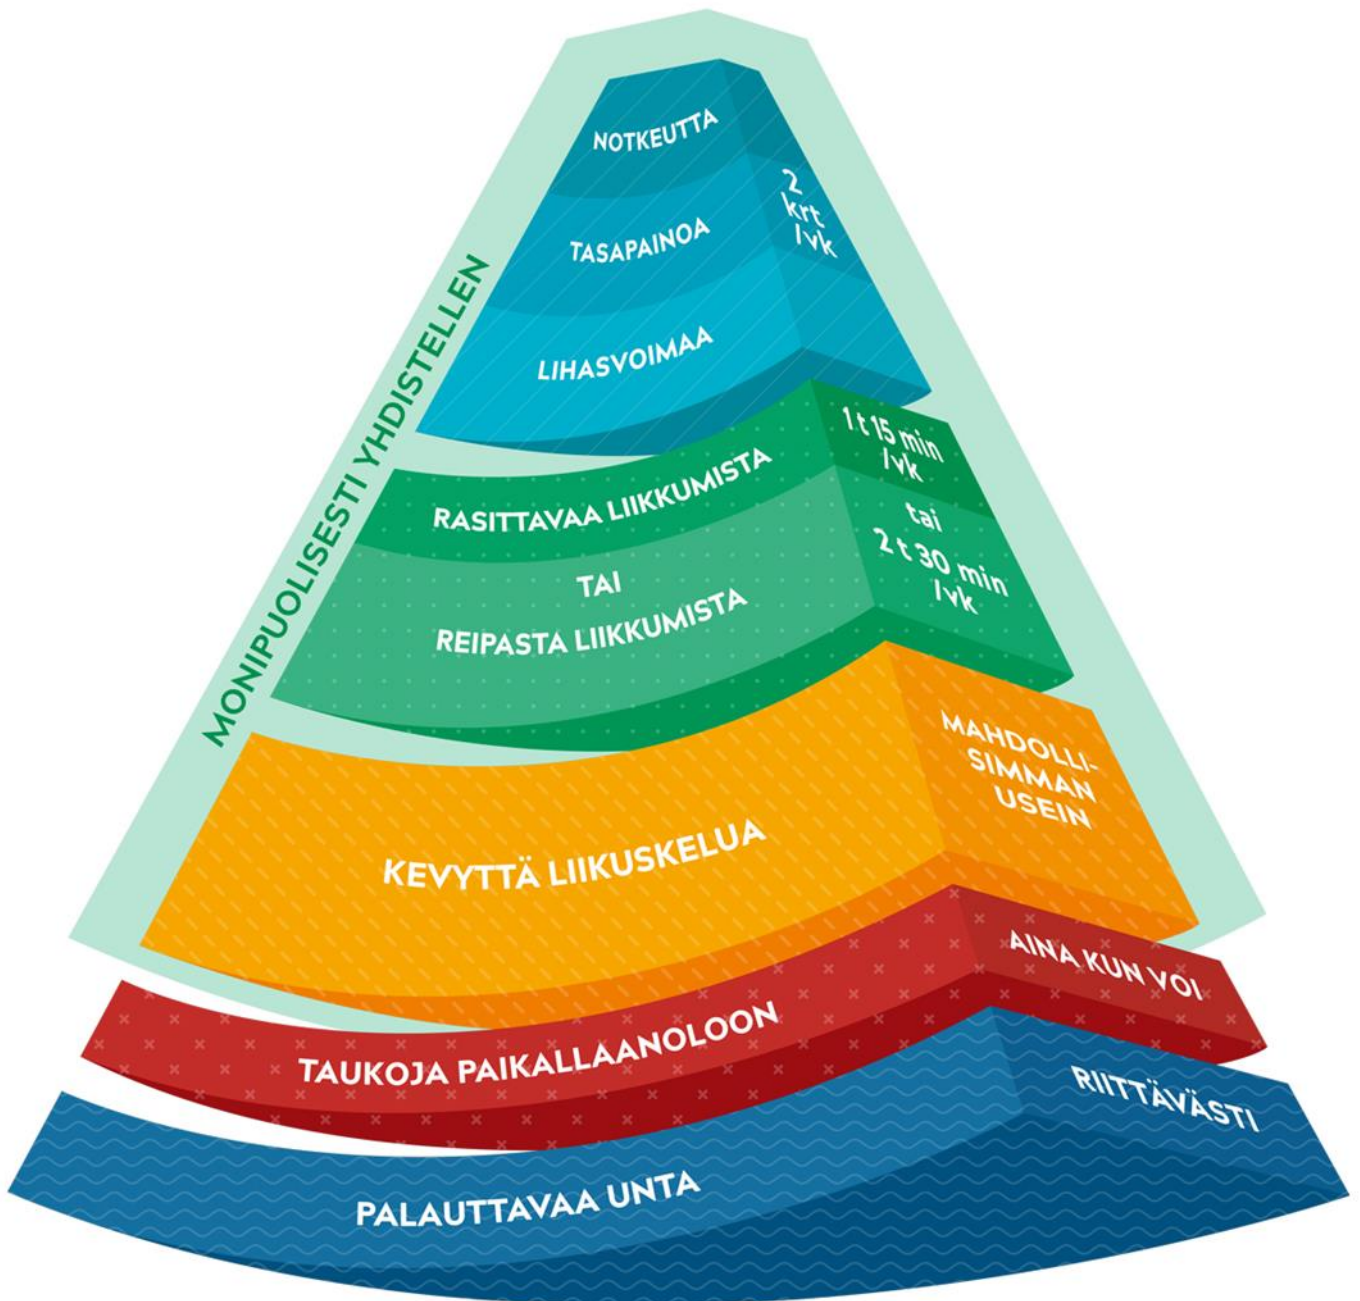 NOTKEUTTA
TASAPAINOA
LIHASVOIMAA
2
krt
/vk
MONIPUOLISESTI YHDISTELLEN
RASITTAVAA LIIKKUMISTA
TAI
REIPASTA LIIKKUMISTA
1 t 15 min
/vk
tai
2 t 30 min
/vk
KEVYTTÄ LIIKUSKELUA
MAHDOLLI-
SIMMAN
USEIN
TAUKOJA PAIKALLAANOLOON
AINA KUN VOI
PALAUTTAVAA UNTA
RIITTÄVÄSTI